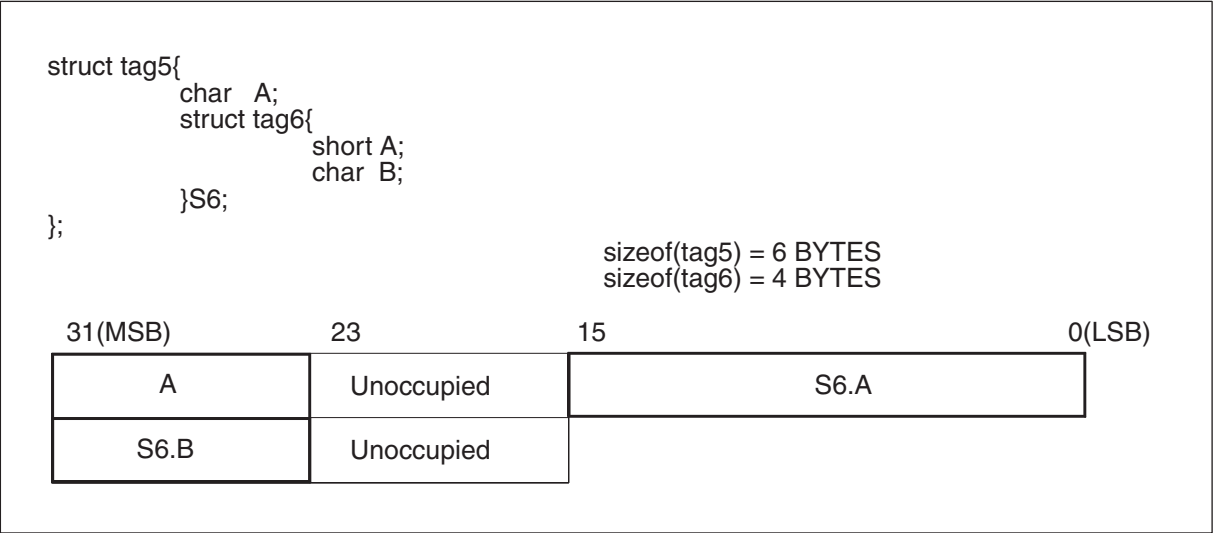 struct tag5{
char A;
struct tag6{
short A;
char B;
}S6;
};
sizeof(tag5) = 6 BYTES
sizeof(tag6) = 4 BYTES
31(MSB) 23 15 0(LSB)
A Unoccupied S6.A
S6.B Unoccupied